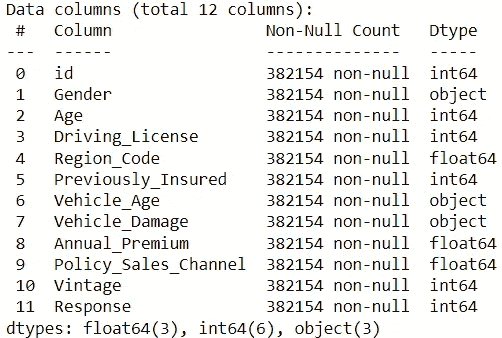 Data columns (total 12 columns):
 #   Column                Non-Null Count   Dtype
---  ------                --------------   -----
 0   id                    382154 non-null  int64
 1   Gender                382154 non-null  object
 2   Age                   382154 non-null  int64
 3   Driving_License       382154 non-null  int64
 4   Region_Code           382154 non-null  float64
 5   Previously_Insured    382154 non-null  int64
 6   Vehicle_Age           382154 non-null  object
 7   Vehicle_Damage        382154 non-null  object
 8   Annual_Premium        382154 non-null  float64
 9   Policy_Sales_Channel  382154 non-null  float64
 10  Vintage               382154 non-null  int64
 11  Response              382154 non-null  int64
dtypes: float64(3), int64(6), object(3)